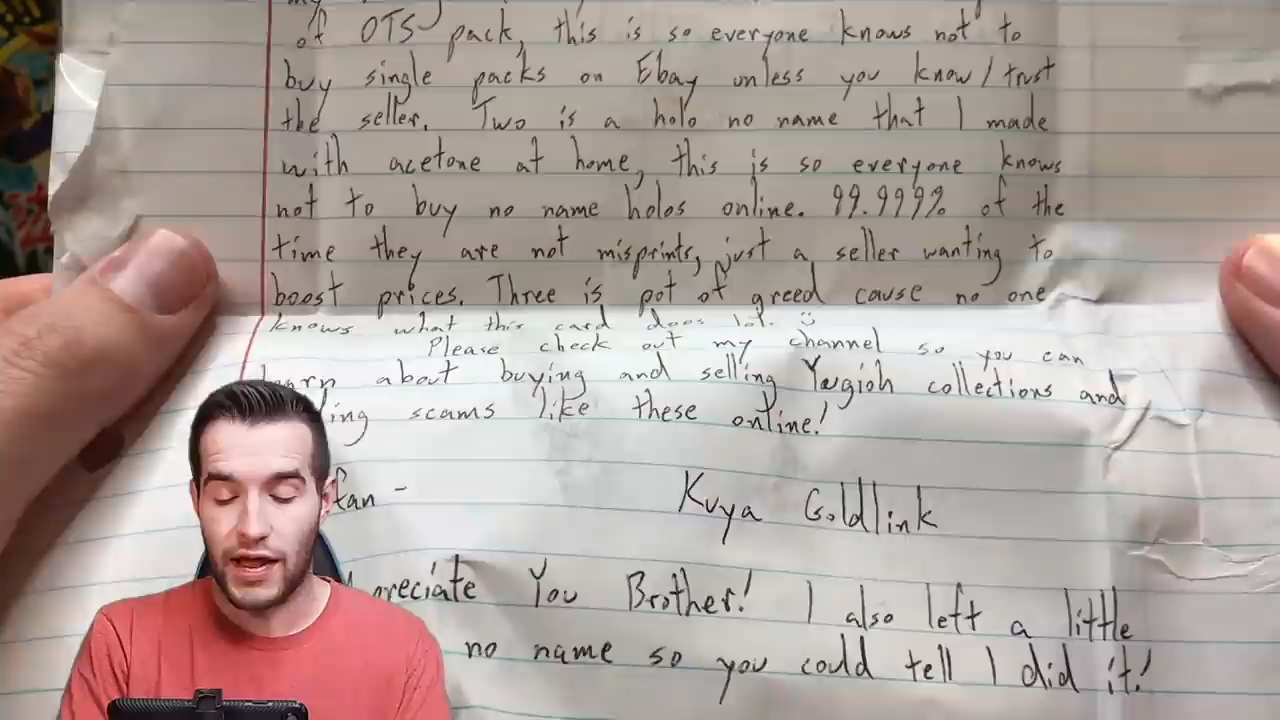 of OTS pack, this is so everyone knows not to
buy single packs on Ebay unless you know/trust
the seller. Two is a holo no name that I made
with acetone at home, this is so everyone knows
not to buy no name holos online. 99.999% of the
time they are not misprints, just a seller wanting to
boost prices. Three is pot of greed cause no one
knows what this card does lol. :)
Please check out my channel so you can
learn about buying and selling Yugioh collections and
ing scams like these online!
fan - Kuya Goldlink
preciate You Brother! I also left a little
no name so you could tell I did it!